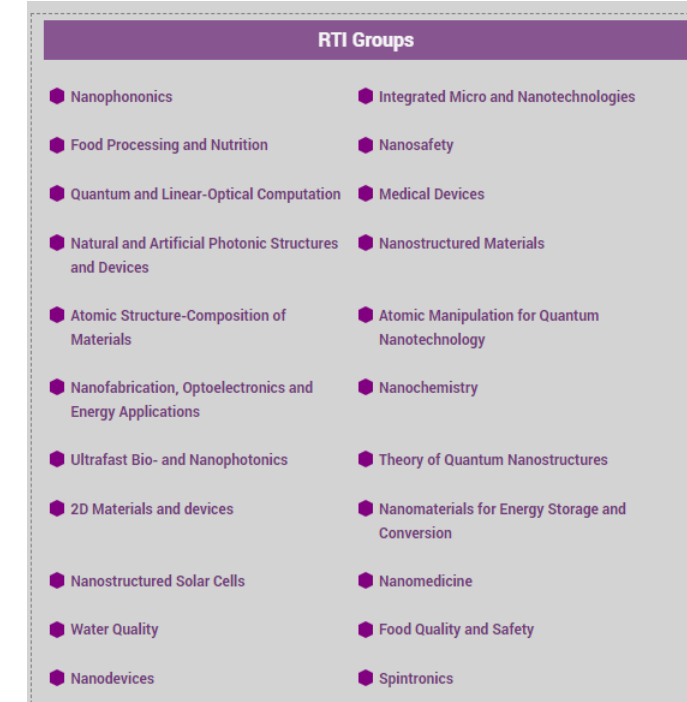 RTI Groups
Nanophononics
Integrated Micro and Nanotechnologies
Food Processing and Nutrition
Nanosafety
Quantum and Linear-Optical Computation
Medical Devices
Natural and Artificial Photonic Structures
and Devices
Nanostructured Materials
Atomic Structure-Composition of
Materials
Atomic Manipulation for Quantum
Nanotechnology
Nanofabrication, Optoelectronics and
Energy Applications
Nanochemistry
Ultrafast Bio- and Nanophotonics
Theory of Quantum Nanostructures
2D Materials and devices
Nanomaterials for Energy Storage and
Conversion
Nanostructured Solar Cells
Nanomedicine
Water Quality
Food Quality and Safety
Nanodevices
Spintronics